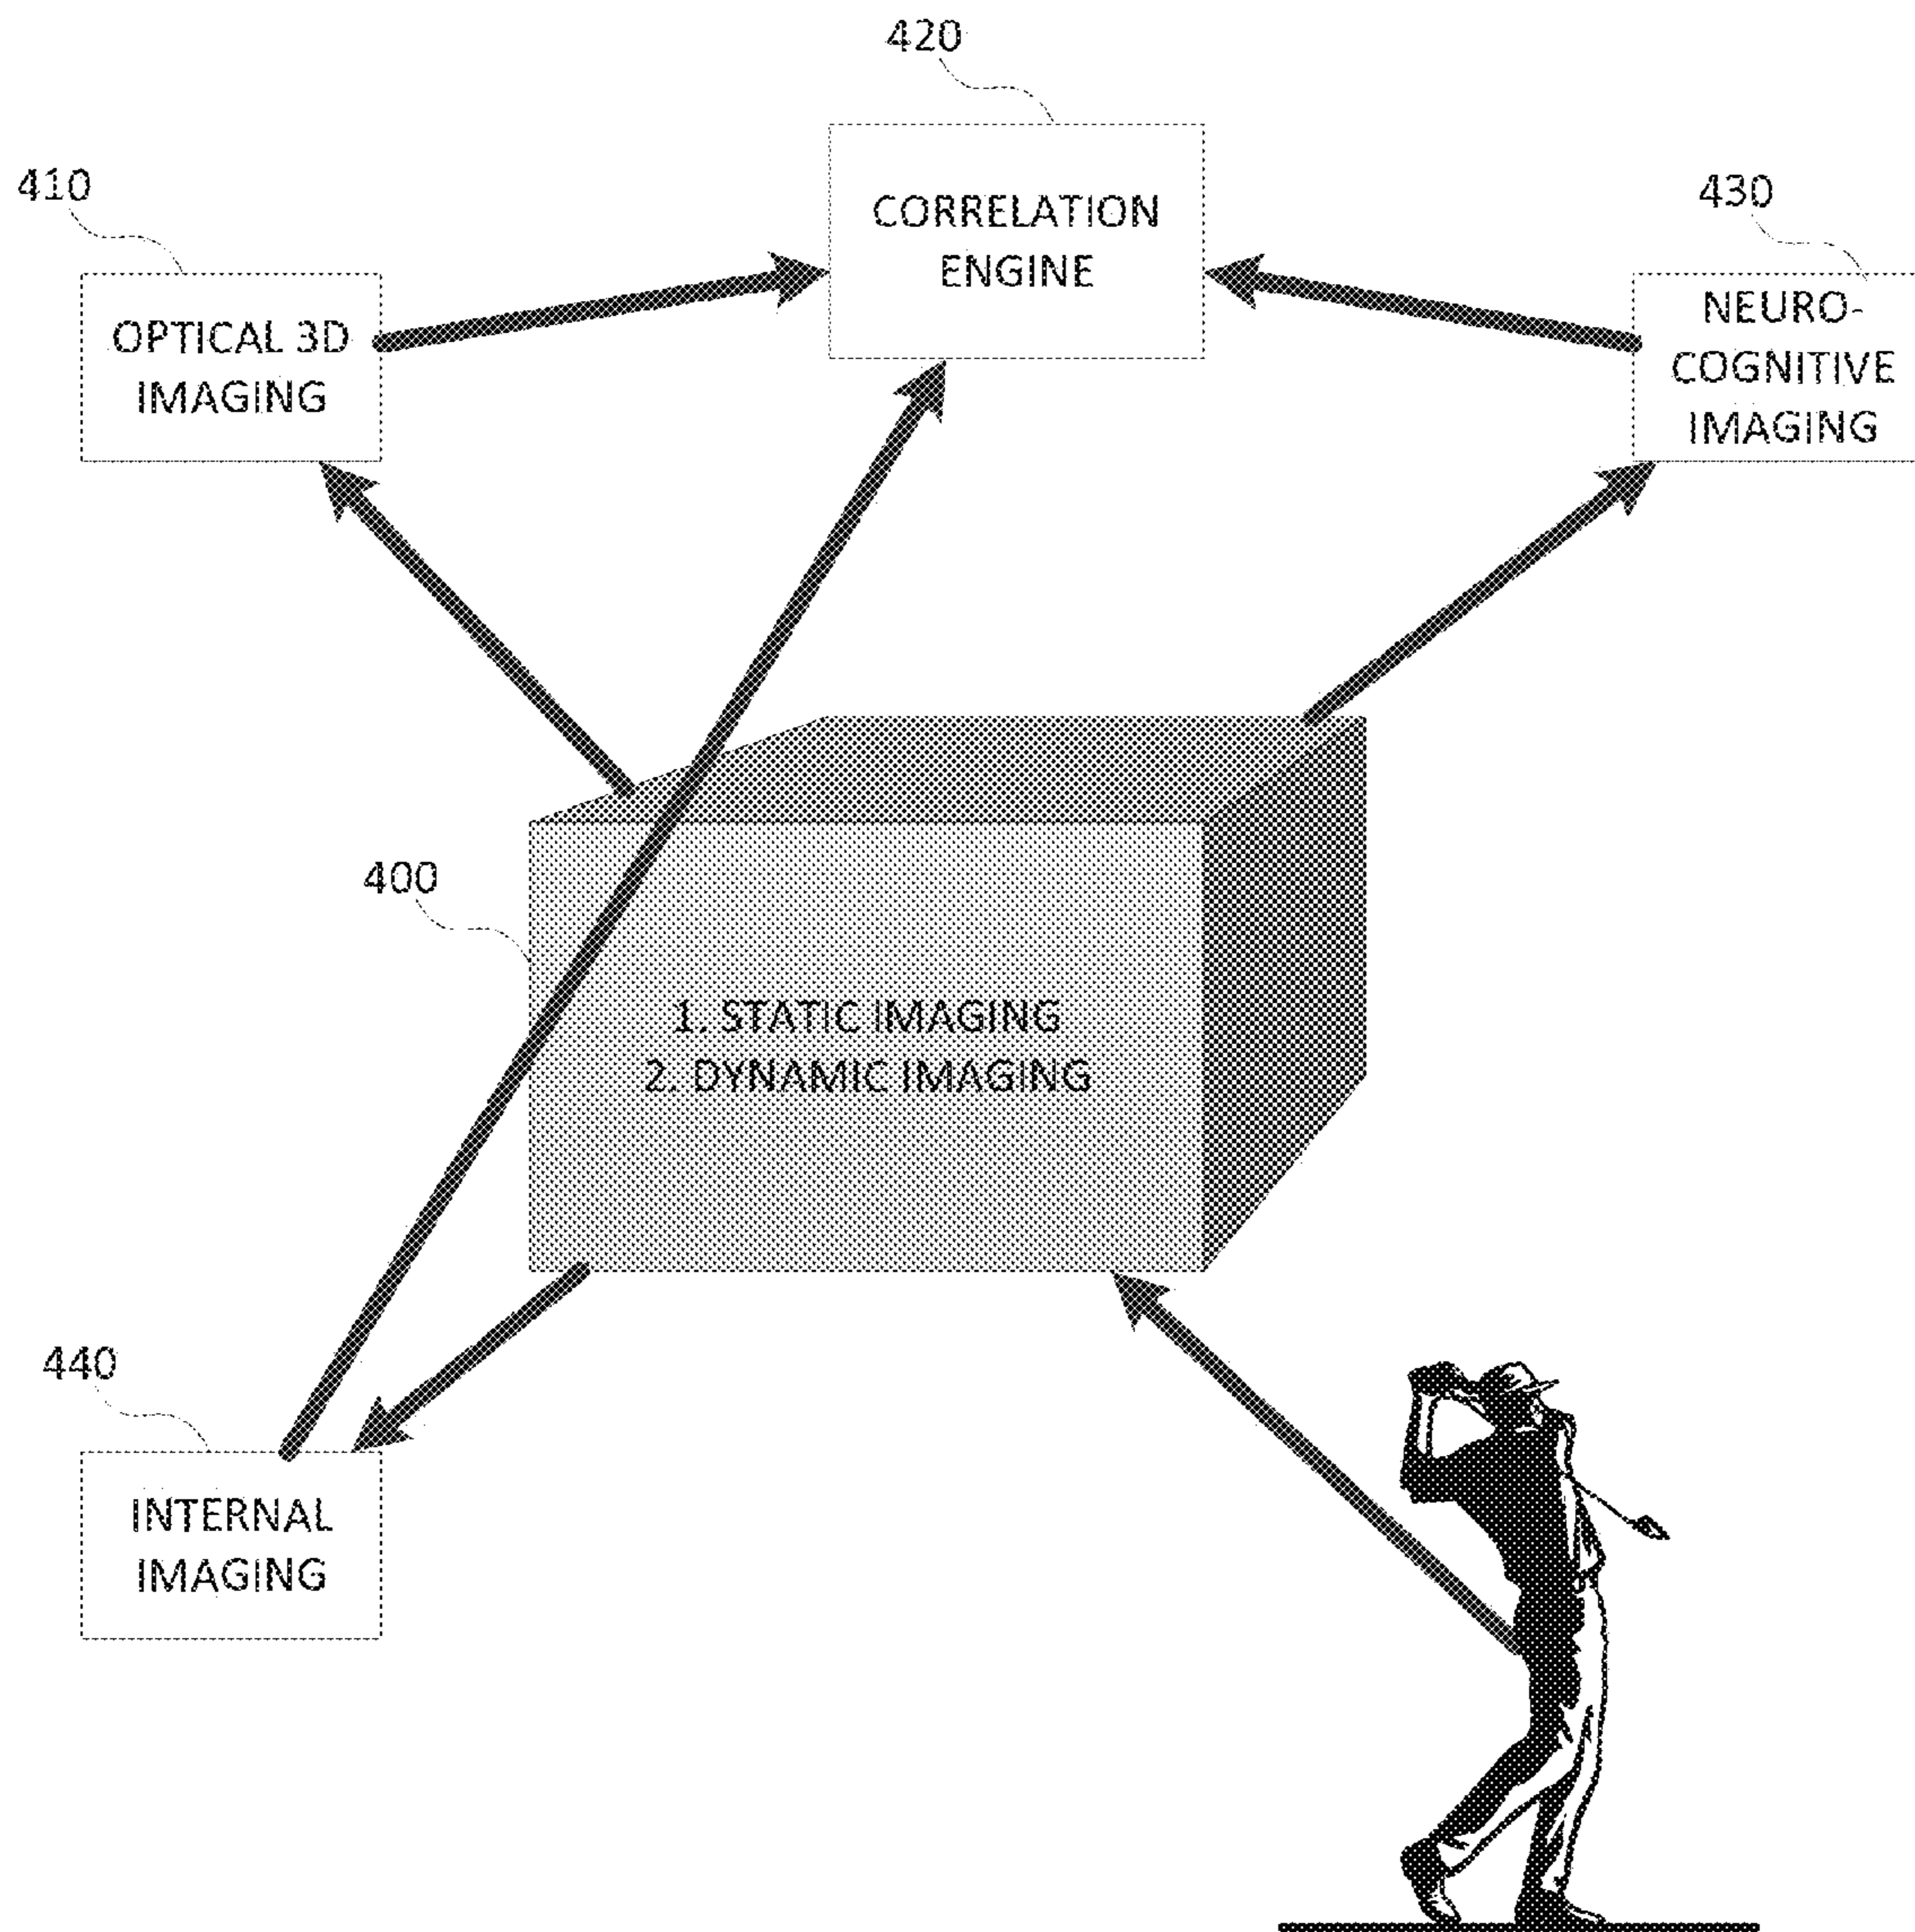 420
410
CORRELATION
ENGINE
430
OPTICAL 3D
IMAGING
NEURO-
COGNITIVE
IMAGING
400
1. STATIC IMAGING
2. DYNAMIC IMAGING
440
INTERNAL
IMAGING